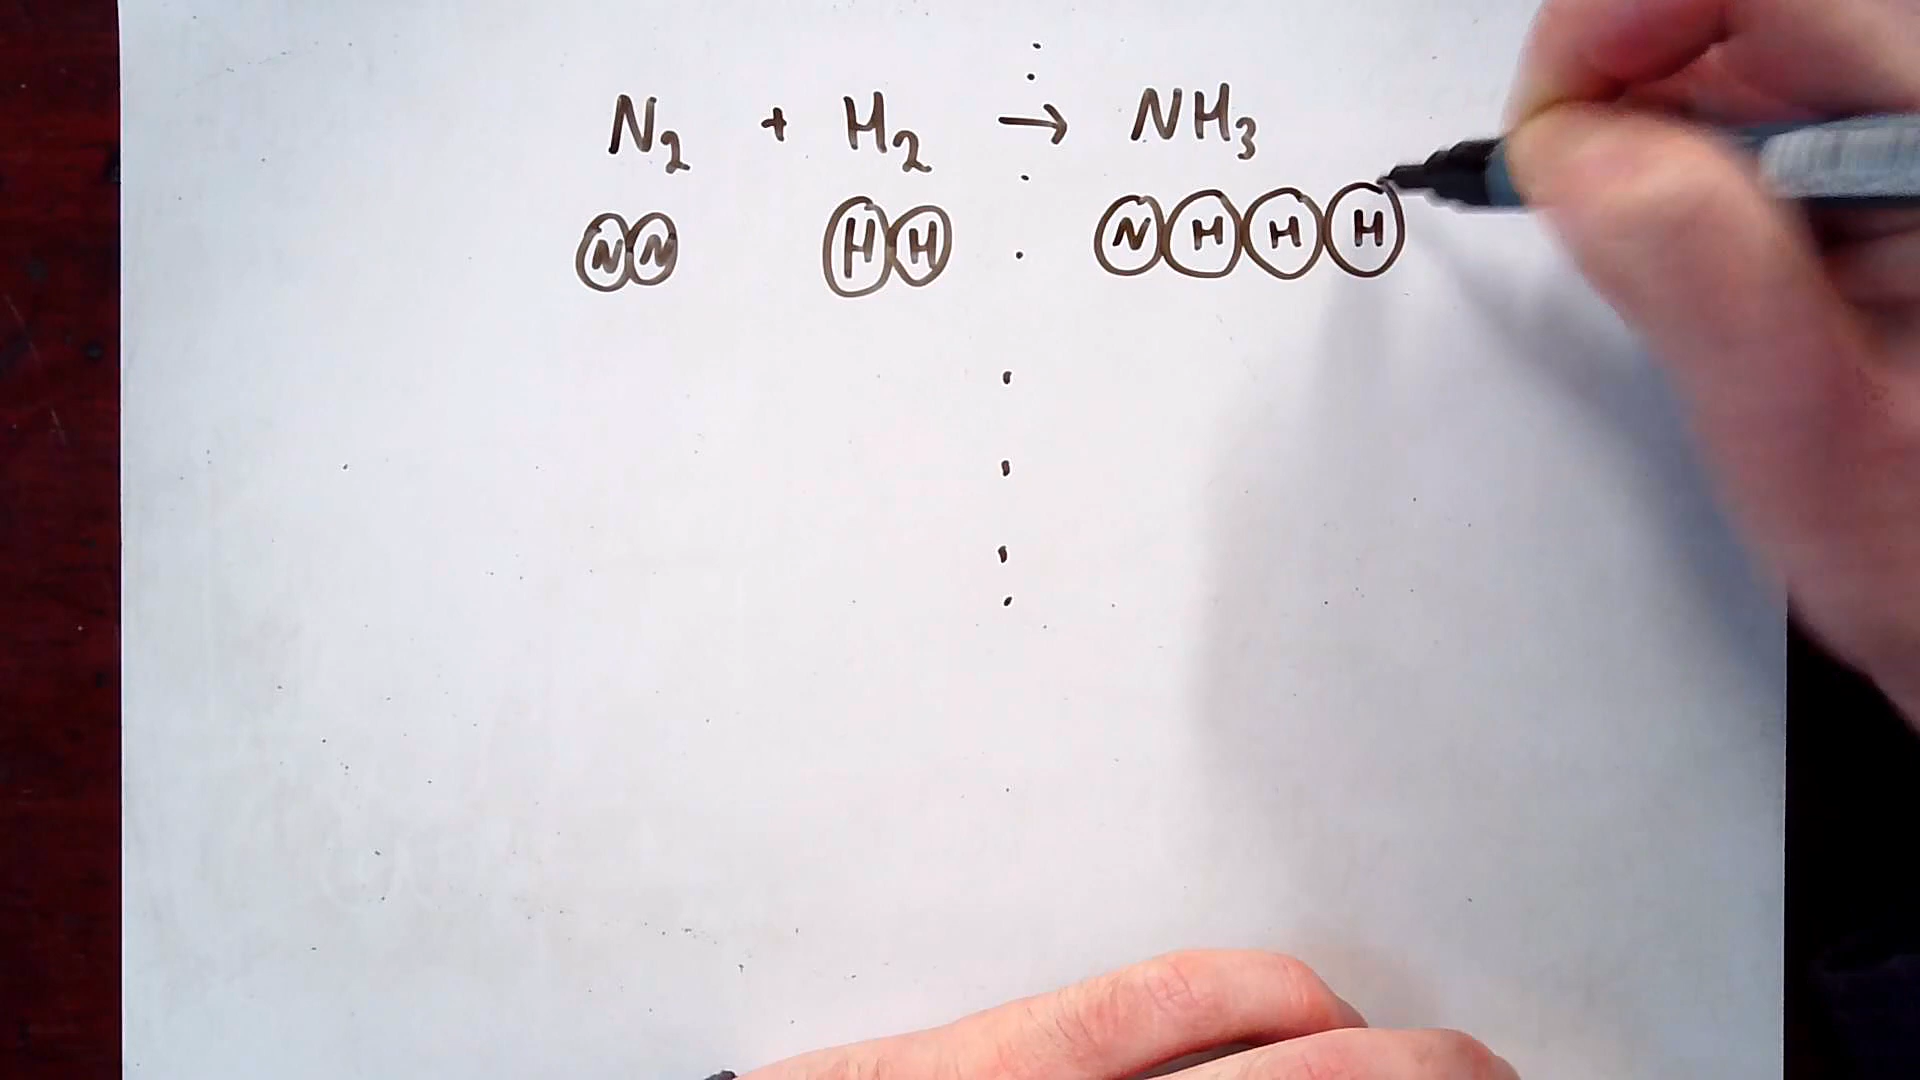 N₂ + H₂ → NH₃
N N H H N H H H